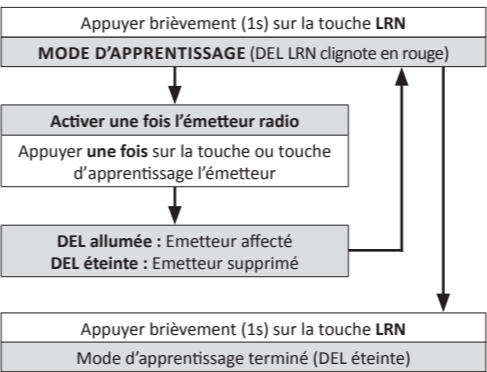 Appuyer brièvement (1s) sur la touche LRN
MODE D'APPRENTISSAGE (DEL LRN clignote en rouge)
Activer une fois l'émetteur radio
Appuyer une fois sur la touche ou touche
d'apprentissage l'émetteur
DEL allumée : Emetteur affecté
DEL éteinte : Emetteur supprimé
Appuyer brièvement (1s) sur la touche LRN
Mode d'apprentissage terminé (DEL éteinte)